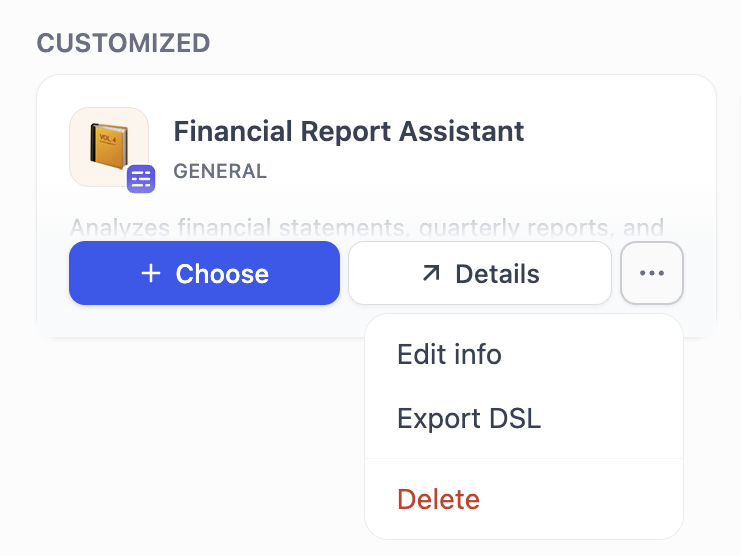 CUSTOMIZED
VOL. 4
Financial Report Assistant
GENERAL
Analyzes financial statements, quarterly reports, and
+ Choose
Details
...
Edit info
Export DSL
Delete